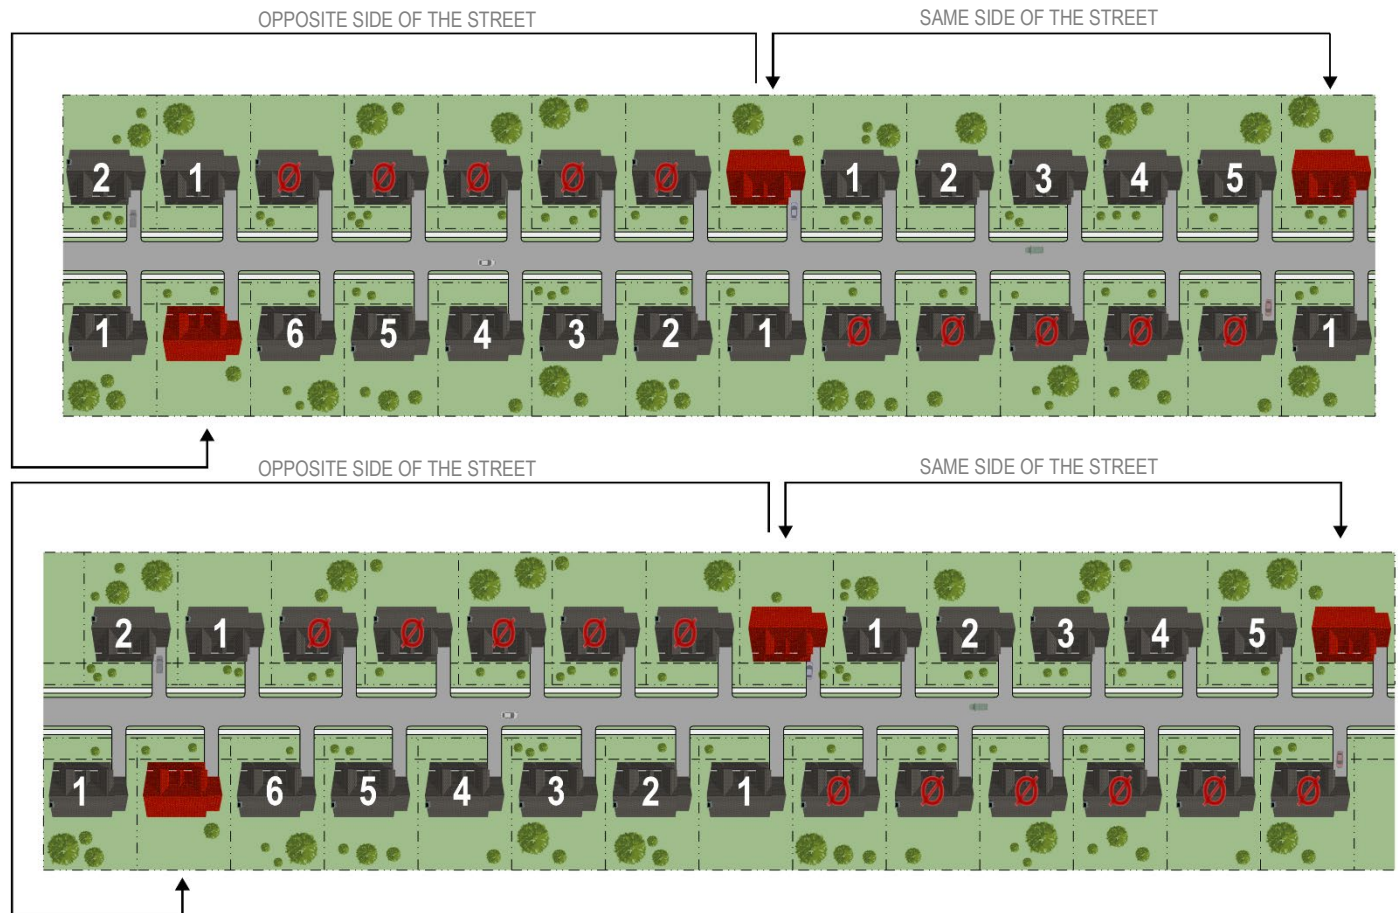 OPPOSITE SIDE OF THE STREET SAME SIDE OF THE STREET
2 1 Ø Ø Ø Ø Ø 1 2 3 4 5
1 6 5 4 3 2 1 Ø Ø Ø Ø Ø 1
OPPOSITE SIDE OF THE STREET SAME SIDE OF THE STREET
2 1 Ø Ø Ø Ø Ø 1 2 3 4 5
1 6 5 4 3 2 1 Ø Ø Ø Ø Ø Ø